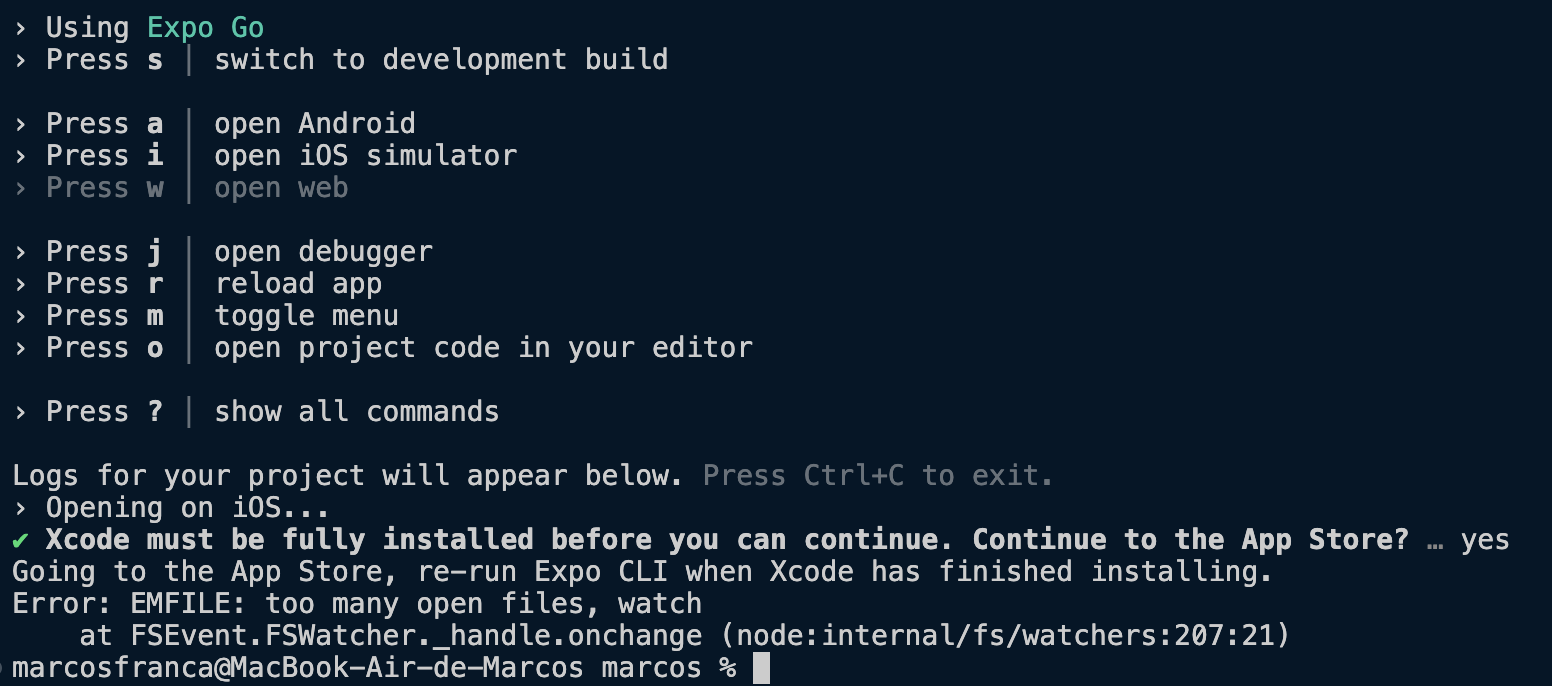 › Using Expo Go
› Press s │ switch to development build
› Press a │ open Android
› Press i │ open iOS simulator
› Press w │ open web
› Press j │ open debugger
› Press r │ reload app
› Press m │ toggle menu
› Press o │ open project code in your editor
› Press ? │ show all commands
Logs for your project will appear below. Press Ctrl+C to exit.
› Opening on iOS...
✔ Xcode must be fully installed before you can continue. Continue to the App Store? … yes
Going to the App Store, re-run Expo CLI when Xcode has finished installing.
Error: EMFILE: too many open files, watch
    at FSEvent.FSWatcher._handle.onchange (node:internal/fs/watchers:207:21)
marcosfranca@MacBook-Air-de-Marcos marcos %